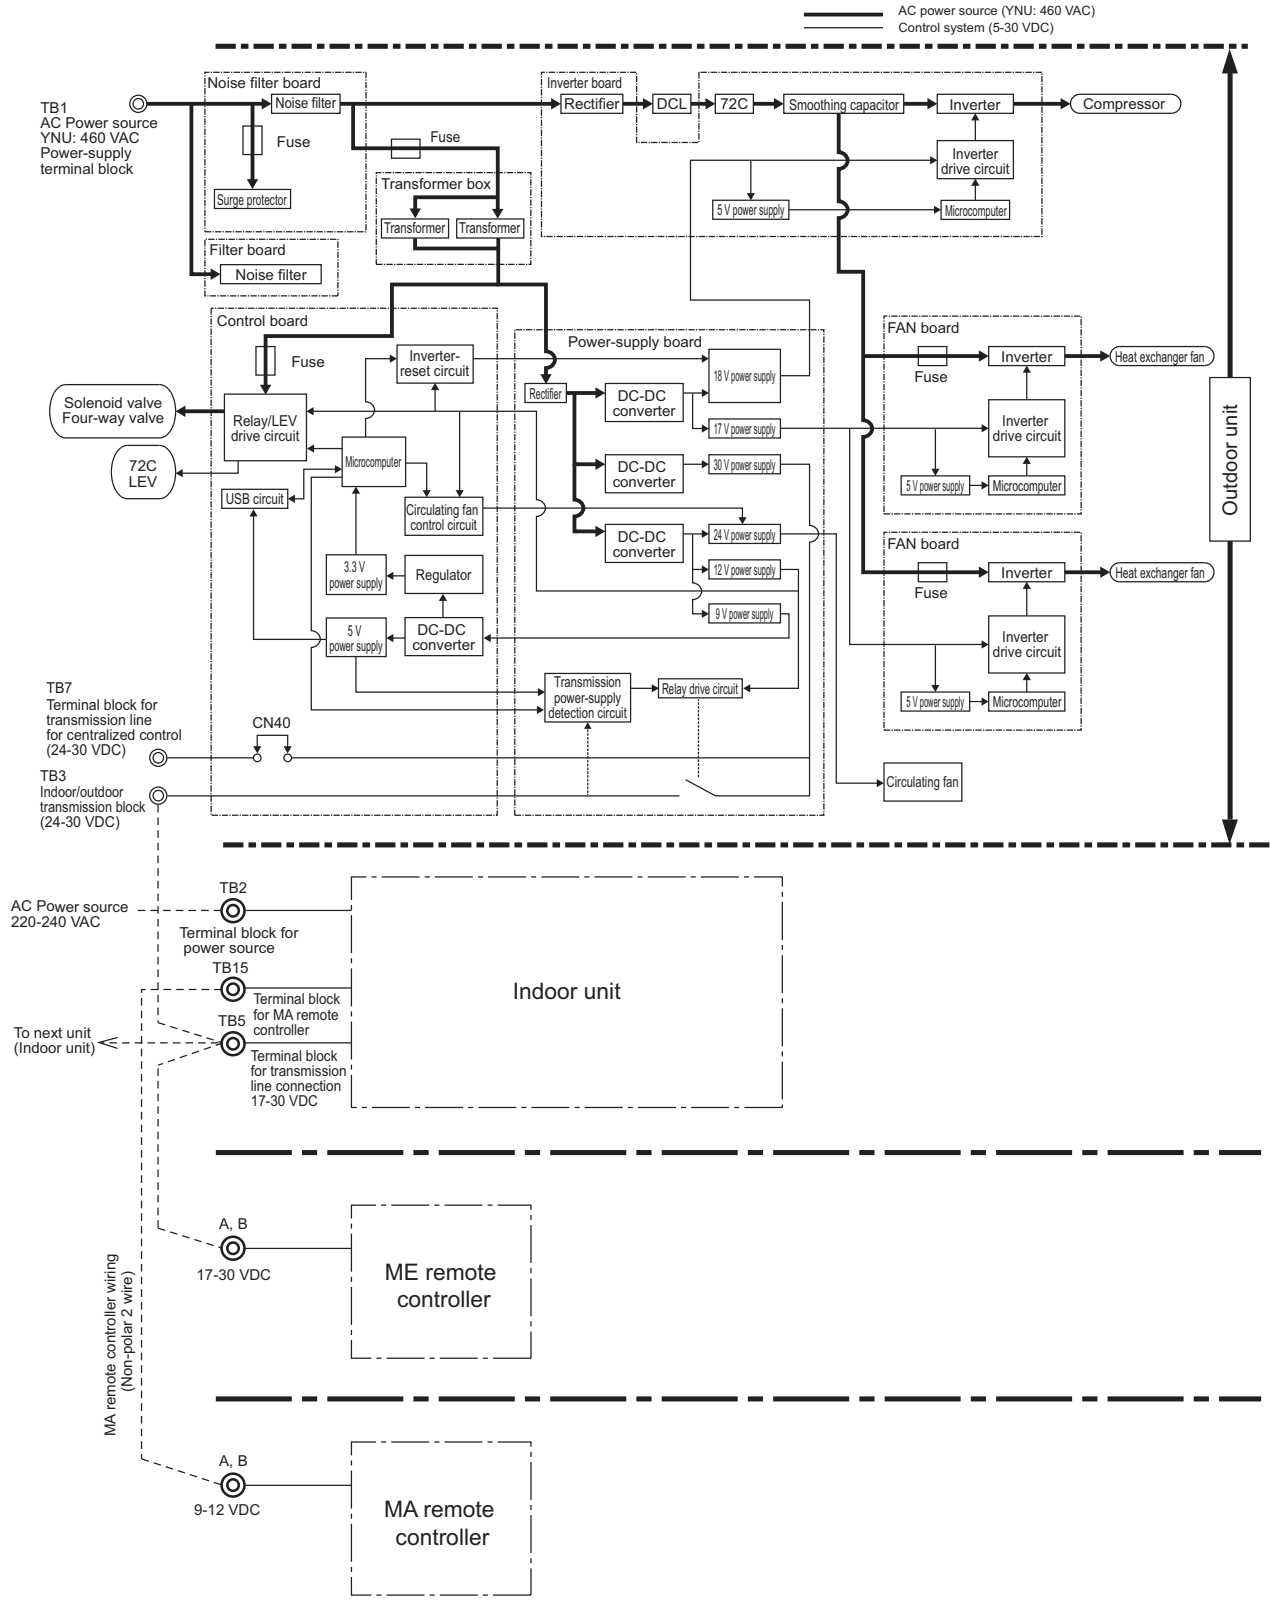 AC power source (YNU: 460 VAC)
Control system (5-30 VDC)
TB1
AC Power source
YNU: 460 VAC
Power-supply
terminal block
Noise filter board
Noise filter
Fuse
Surge protector
Fuse
Filter board
Noise filter
Transformer box
Transformer
Transformer
Inverter board
Rectifier
DCL
72C
Smoothing capacitor
Inverter
Compressor
Inverter
drive circuit
5 V power supply
Microcomputer
Control board
Fuse
Inverter-
reset circuit
Solenoid valve
Four-way valve
Relay/LEV
drive circuit
72C
LEV
Microcomputer
USB circuit
Circulating fan
control circuit
3.3 V
power supply
Regulator
5 V
power supply
DC-DC
converter
Power-supply board
Rectifier
DC-DC
converter
18 V power supply
17 V power supply
DC-DC
converter
30 V power supply
DC-DC
converter
24 V power supply
12 V power supply
9 V power supply
Transmission
power-supply
detection circuit
Relay drive circuit
FAN board
Fuse
Inverter
Heat exchanger fan
Inverter
drive circuit
5 V power supply
Microcomputer
FAN board
Fuse
Inverter
Heat exchanger fan
Inverter
drive circuit
5 V power supply
Microcomputer
Circulating fan
Outdoor unit
TB7
Terminal block for
transmission line
for centralized control
(24-30 VDC)
CN40
TB3
Indoor/outdoor
transmission block
(24-30 VDC)
AC Power source
220-240 VAC
TB2
Terminal block for
power source
TB15
Terminal block
for MA remote
controller
TB5
Terminal block
for transmission
line connection
17-30 VDC
To next unit
(Indoor unit)
Indoor unit
A, B
17-30 VDC
ME remote
controller
MA remote controller wiring
(Non-polar 2 wire)
A, B
9-12 VDC
MA remote
controller